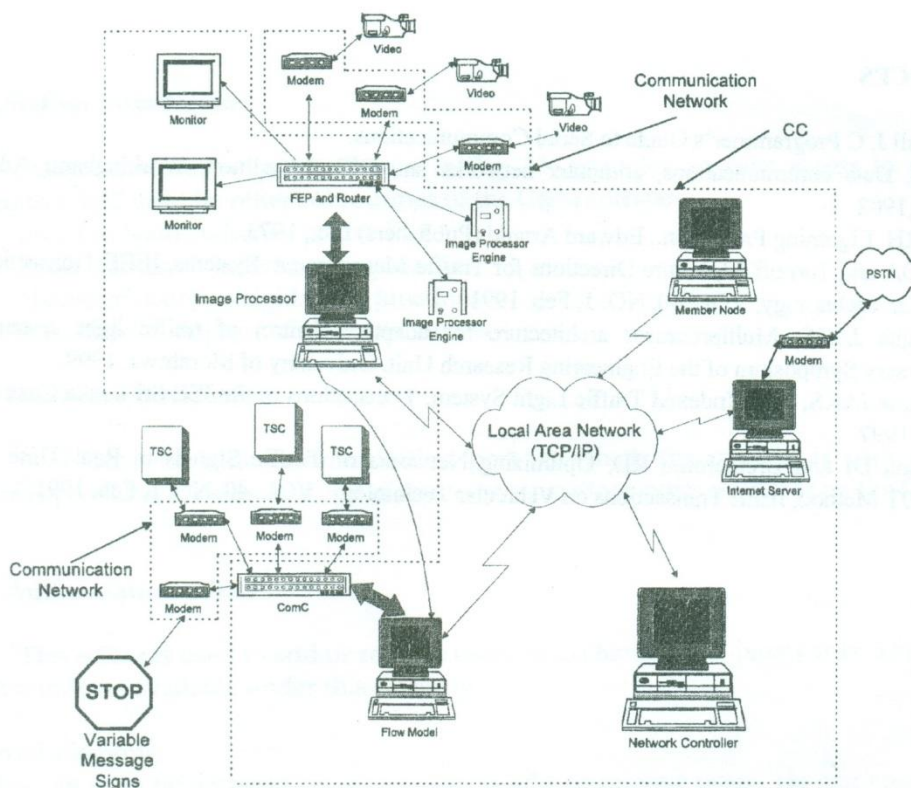 CES
Video
Modem
Video
Modem
Video
Modem
Communication
Network
CC
Monitor
FEP and Router
Monitor
Image Processor
Engine
Image Processor
Image Processor
Engine
Member Node
PSTN
Modem
TSC
TSC
TSC
Local Area Network
(TCP/IP)
Internet Server
Modem
Modem
Modem
Communication
Network
Modem
ComC
STOP
Variable
Message
Signs
Flow Model
Network Controller